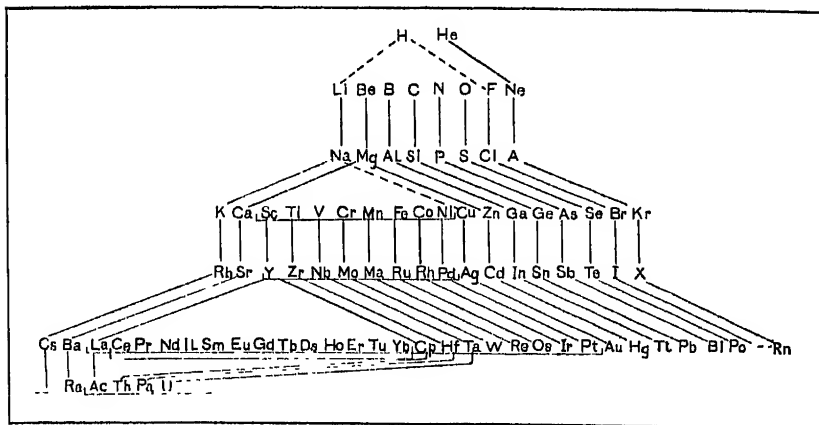 H He
Li Be B C N O F Ne
Na Mg Al Si P S Cl A
K Ca Sc Ti V Cr Mn Fe Co Ni Cu Zn Ga Ge As Se Br Kr
Rb Sr Y Zr Nb Mo Ma Ru Rh Pd Ag Cd In Sn Sb Te I X
Cs Ba La Ce Pr Nd IL Sm Eu Gd Tb Ds Ho Er Tu Yb Cp Hf Ta W Re Os Ir Pt Au Hg Tl Pb Bi Po Rn
Ra Ac Th Pa U